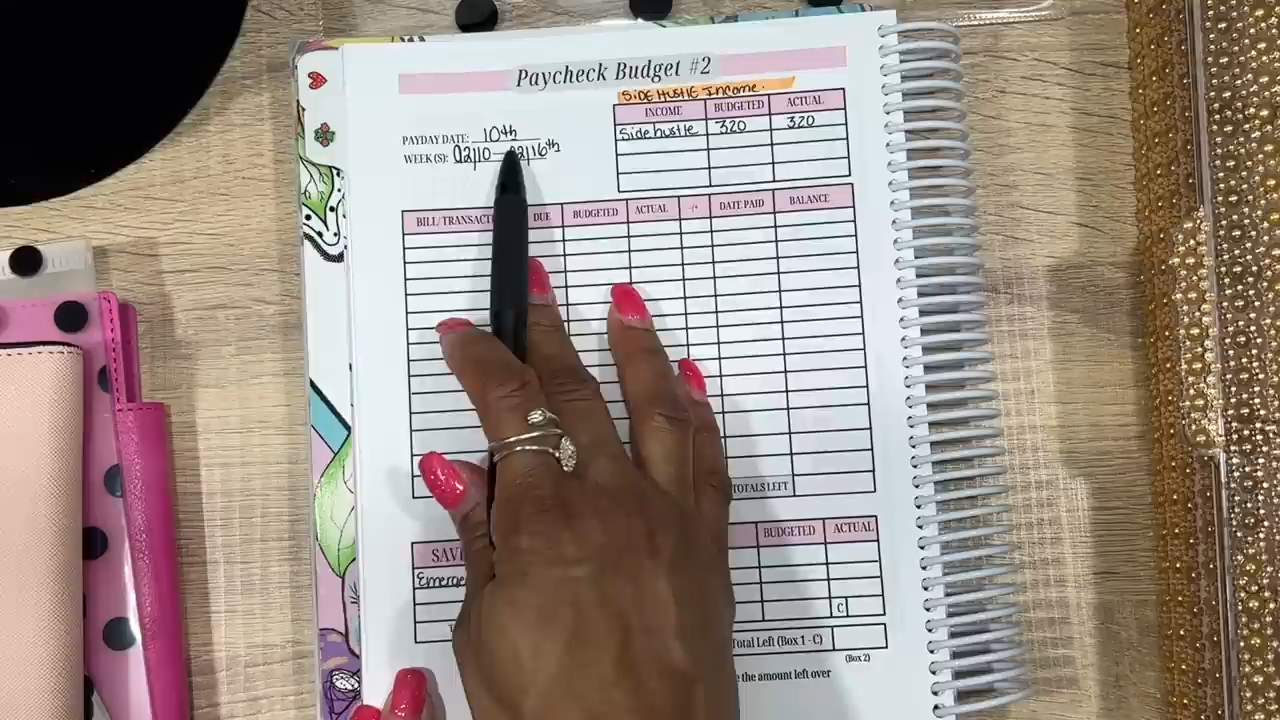 Paycheck Budget #2
SIDE HUSTLE Income.
INCOME BUDGETED ACTUAL
Side hustle 320 320
PAYDAY DATE: 10th
WEEK(S): 02/10 - 02/16th
BILL/ DUE BUDGETED ACTUAL -/+ DATE PAID BALANCE
TOTALS LEFT
BUDGETED ACTUAL
C
Total Left (Box 1 - C)
(Box 2)
the amount left over